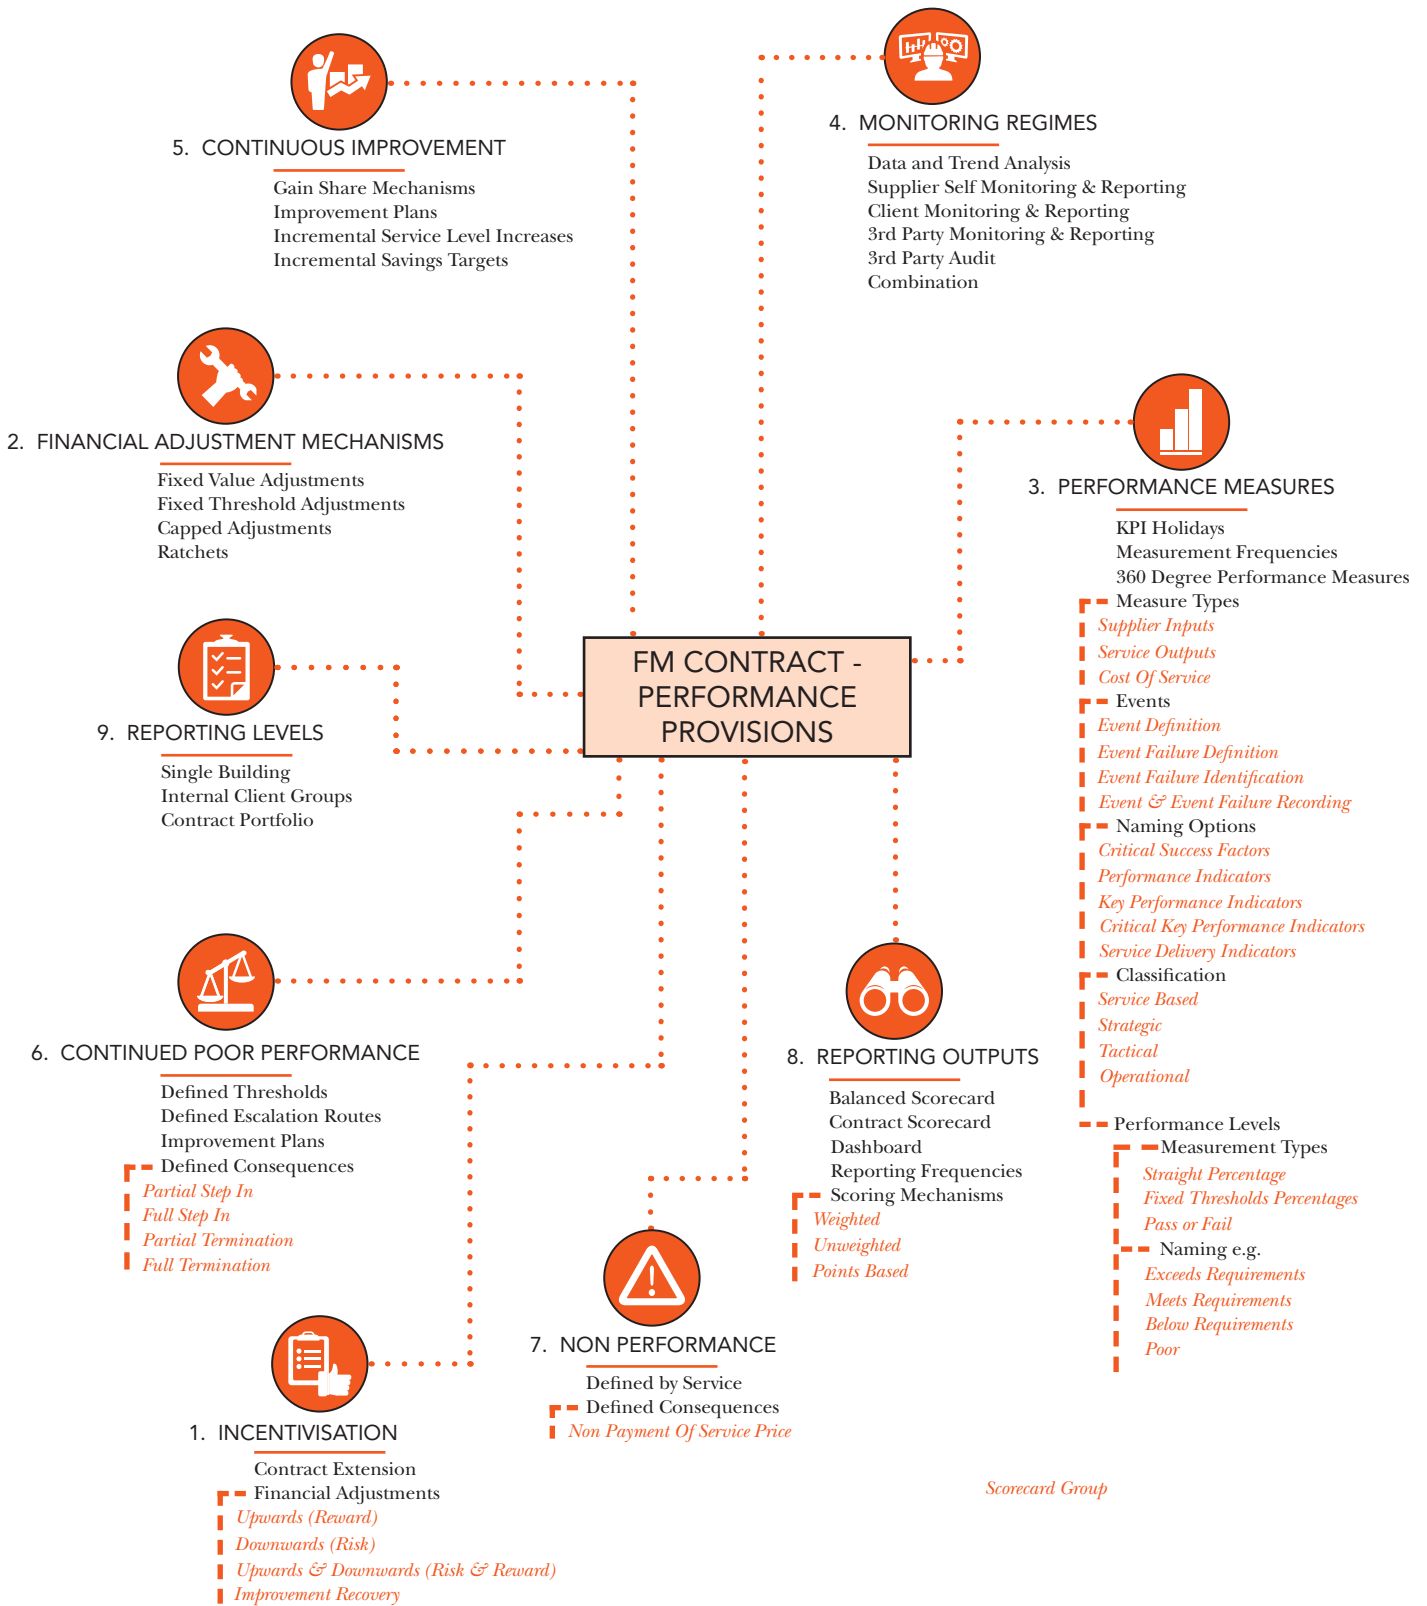 5. CONTINUOUS IMPROVEMENT
Gain Share Mechanisms
Improvement Plans
Incremental Service Level Increases
Incremental Savings Targets
4. MONITORING REGIMES
Data and Trend Analysis
Supplier Self Monitoring & Reporting
Client Monitoring & Reporting
3rd Party Monitoring & Reporting
3rd Party Audit
Combination
2. FINANCIAL ADJUSTMENT MECHANISMS
Fixed Value Adjustments
Fixed Threshold Adjustments
Capped Adjustments
Ratchets
3. PERFORMANCE MEASURES
KPI Holidays
Measurement Frequencies
360 Degree Performance Measures
Measure Types
Supplier Inputs
Service Outputs
Cost Of Service
Events
Event Definition
Event Failure Definition
Event Failure Identification
Event & Event Failure Recording
Naming Options
Critical Success Factors
Performance Indicators
Key Performance Indicators
Critical Key Performance Indicators
Service Delivery Indicators
Classification
Service Based
Strategic
Tactical
Operational
Performance Levels
Measurement Types
Straight Percentage
Fixed Thresholds Percentages
Pass or Fail
Naming e.g.
Exceeds Requirements
Meets Requirements
Below Requirements
Poor
FM CONTRACT -
PERFORMANCE
PROVISIONS
9. REPORTING LEVELS
Single Building
Internal Client Groups
Contract Portfolio
6. CONTINUED POOR PERFORMANCE
Defined Thresholds
Defined Escalation Routes
Improvement Plans
Defined Consequences
Partial Step In
Full Step In
Partial Termination
Full Termination
8. REPORTING OUTPUTS
Balanced Scorecard
Contract Scorecard
Dashboard
Reporting Frequencies
Scoring Mechanisms
Weighted
Unweighted
Points Based
7. NON PERFORMANCE
Defined by Service
Defined Consequences
Non Payment Of Service Price
1. INCENTIVISATION
Contract Extension
Financial Adjustments
Upwards (Reward)
Downwards (Risk)
Upwards & Downwards (Risk & Reward)
Improvement Recovery
Scorecard Group